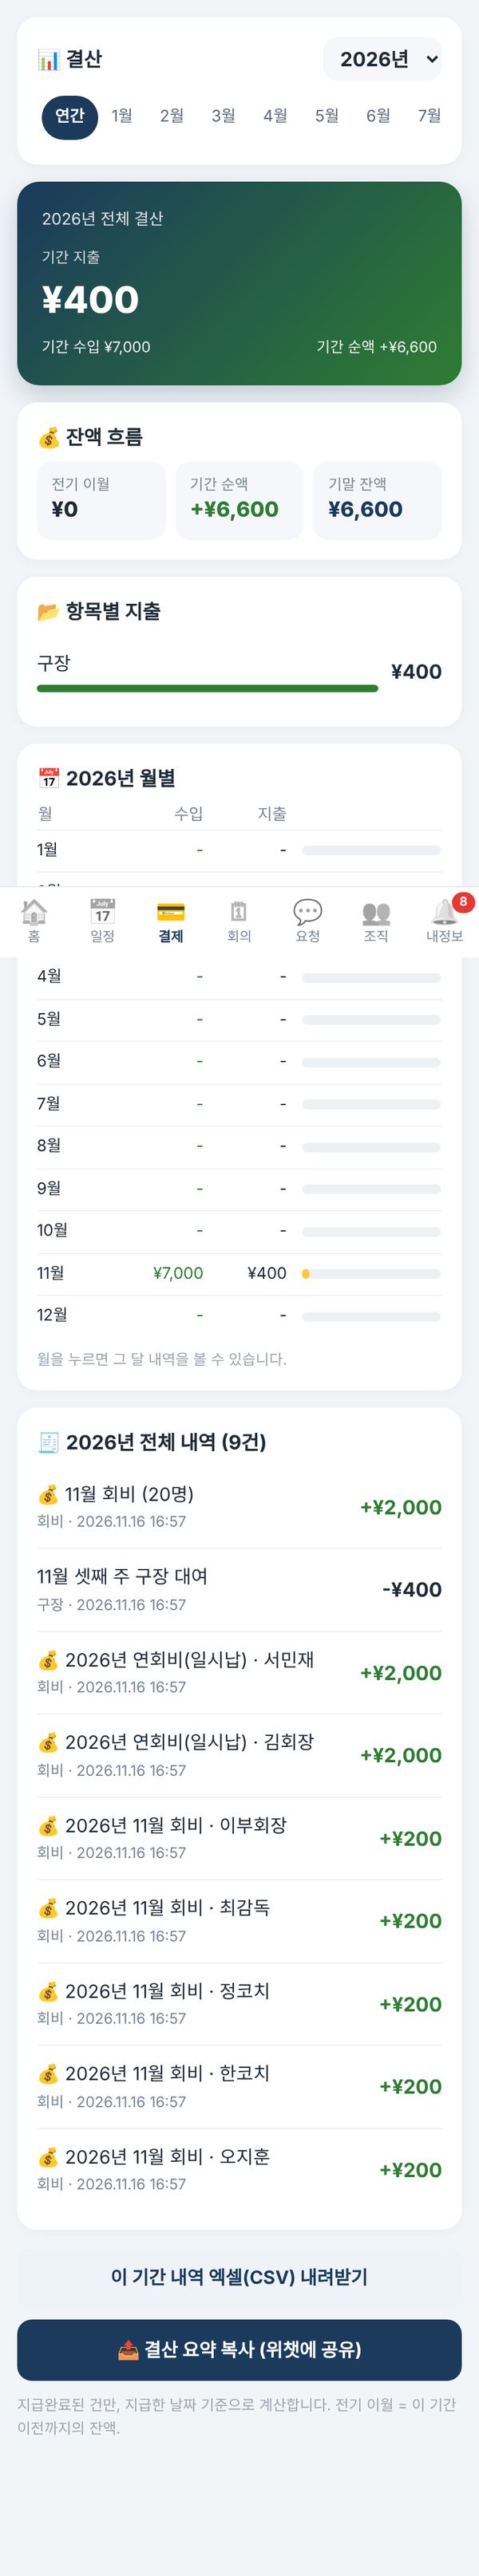 📊 결산
2026년
연간 1월 2월 3월 4월 5월 6월 7월
2026년 전체 결산
기간 지출
¥400
기간 수입 ¥7,000 기간 순액 +¥6,600
💰 잔액 흐름
전기 이월 기간 순액 기말 잔액
¥0 +¥6,600 ¥6,600
📂 항목별 지출
구장 ¥400
📅 2026년 월별
월 수입 지출
1월 - -
홈 일정 결제 회의 요청 조직 내정보 8
4월 - -
5월 - -
6월 - -
7월 - -
8월 - -
9월 - -
10월 - -
11월 ¥7,000 ¥400
12월 - -
월을 누르면 그 달 내역을 볼 수 있습니다.
🧾 2026년 전체 내역 (9건)
💰 11월 회비 (20명) +¥2,000
회비 · 2026.11.16 16:57
11월 셋째 주 구장 대여 -¥400
구장 · 2026.11.16 16:57
💰 2026년 연회비(일시납) · 서민재 +¥2,000
회비 · 2026.11.16 16:57
💰 2026년 연회비(일시납) · 김회장 +¥2,000
회비 · 2026.11.16 16:57
💰 2026년 11월 회비 · 이부회장 +¥200
회비 · 2026.11.16 16:57
💰 2026년 11월 회비 · 최감독 +¥200
회비 · 2026.11.16 16:57
💰 2026년 11월 회비 · 정코치 +¥200
회비 · 2026.11.16 16:57
💰 2026년 11월 회비 · 한코치 +¥200
회비 · 2026.11.16 16:57
💰 2026년 11월 회비 · 오지훈 +¥200
회비 · 2026.11.16 16:57
이 기간 내역 엑셀(CSV) 내려받기
📤 결산 요약 복사 (위챗에 공유)
지급완료된 건만, 지급한 날짜 기준으로 계산합니다. 전기 이월 = 이 기간
이전까지의 잔액.